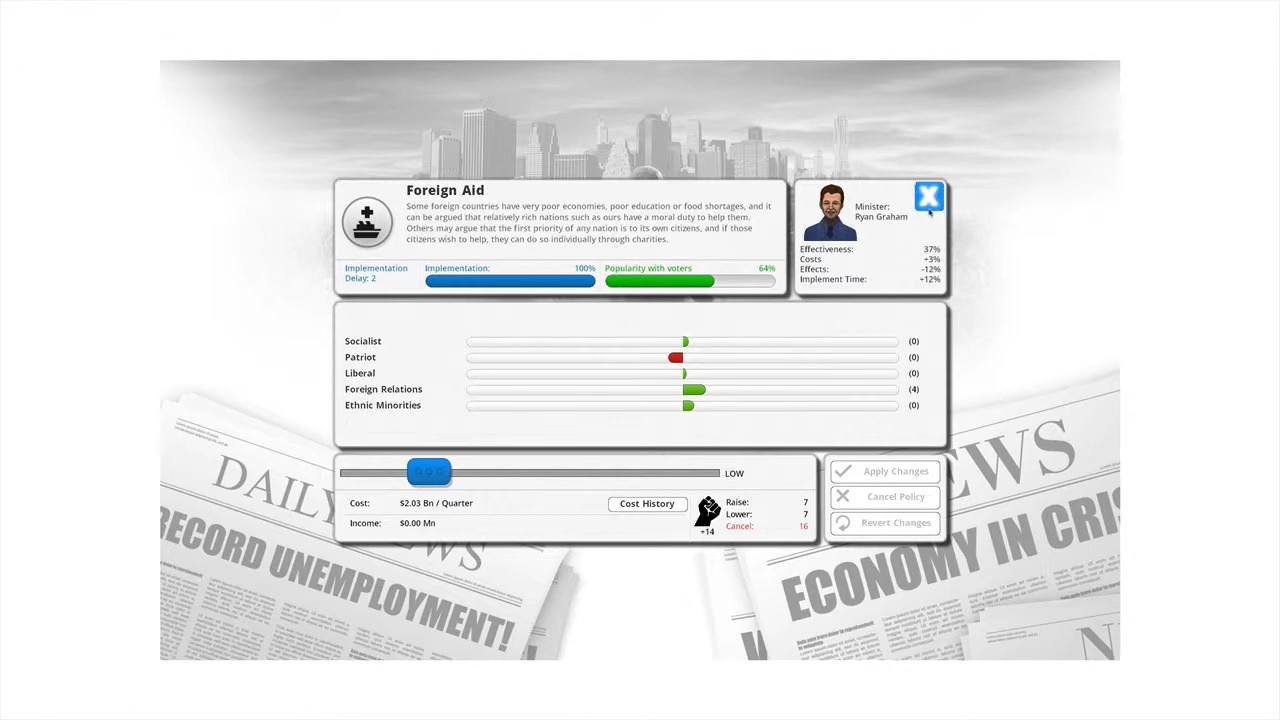 Foreign Aid
Some foreign countries have very poor economies, poor education or food shortages, and it
can be argued that relatively rich nations such as ours have a moral duty to help them.
Others may argue that the first priority of any nation is to its own citizens, and if those
citizens wish to help, they can do so individually through charities.
Implementation
Delay: 2
Implementation: 100%
Popularity with voters 64%
Minister:
Ryan Graham
Effectiveness: 37%
Costs +3%
Effects: -12%
Implement Time: +12%
Socialist (0)
Patriot (0)
Liberal (0)
Foreign Relations (4)
Ethnic Minorities (0)
LOW
Cost: $2.03 Bn / Quarter
Income: $0.00 Mn
Cost History
+14
Raise: 7
Lower: 7
Cancel: 16
Apply Changes
Cancel Policy
Revert Changes
DAILY
NEWS
RECORD UNEMPLOYMENT!
EWS
ECONOMY IN CRIS